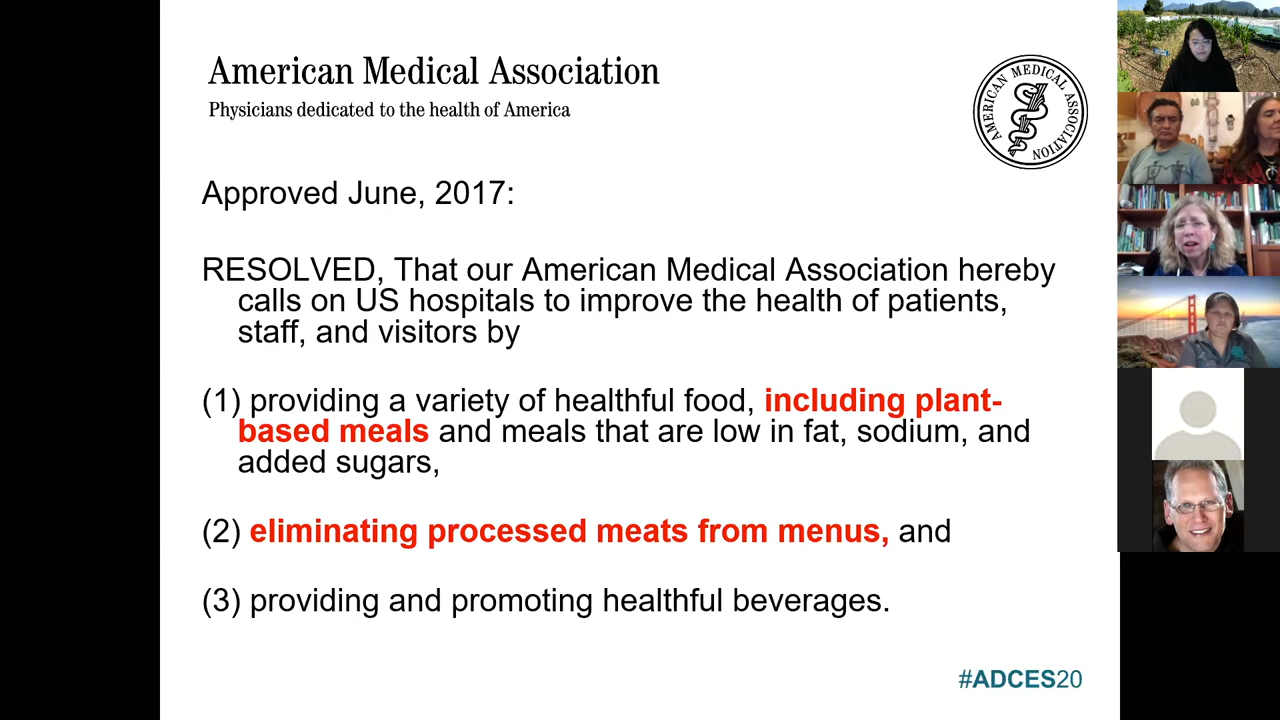 American Medical Association
Physicians dedicated to the health of America
AMERICAN MEDICAL ASSOCIATION
Approved June, 2017:
RESOLVED, That our American Medical Association hereby
calls on US hospitals to improve the health of patients,
staff, and visitors by
(1) providing a variety of healthful food, including plant-
based meals and meals that are low in fat, sodium, and
added sugars,
(2) eliminating processed meats from menus, and
(3) providing and promoting healthful beverages.
#ADCES20